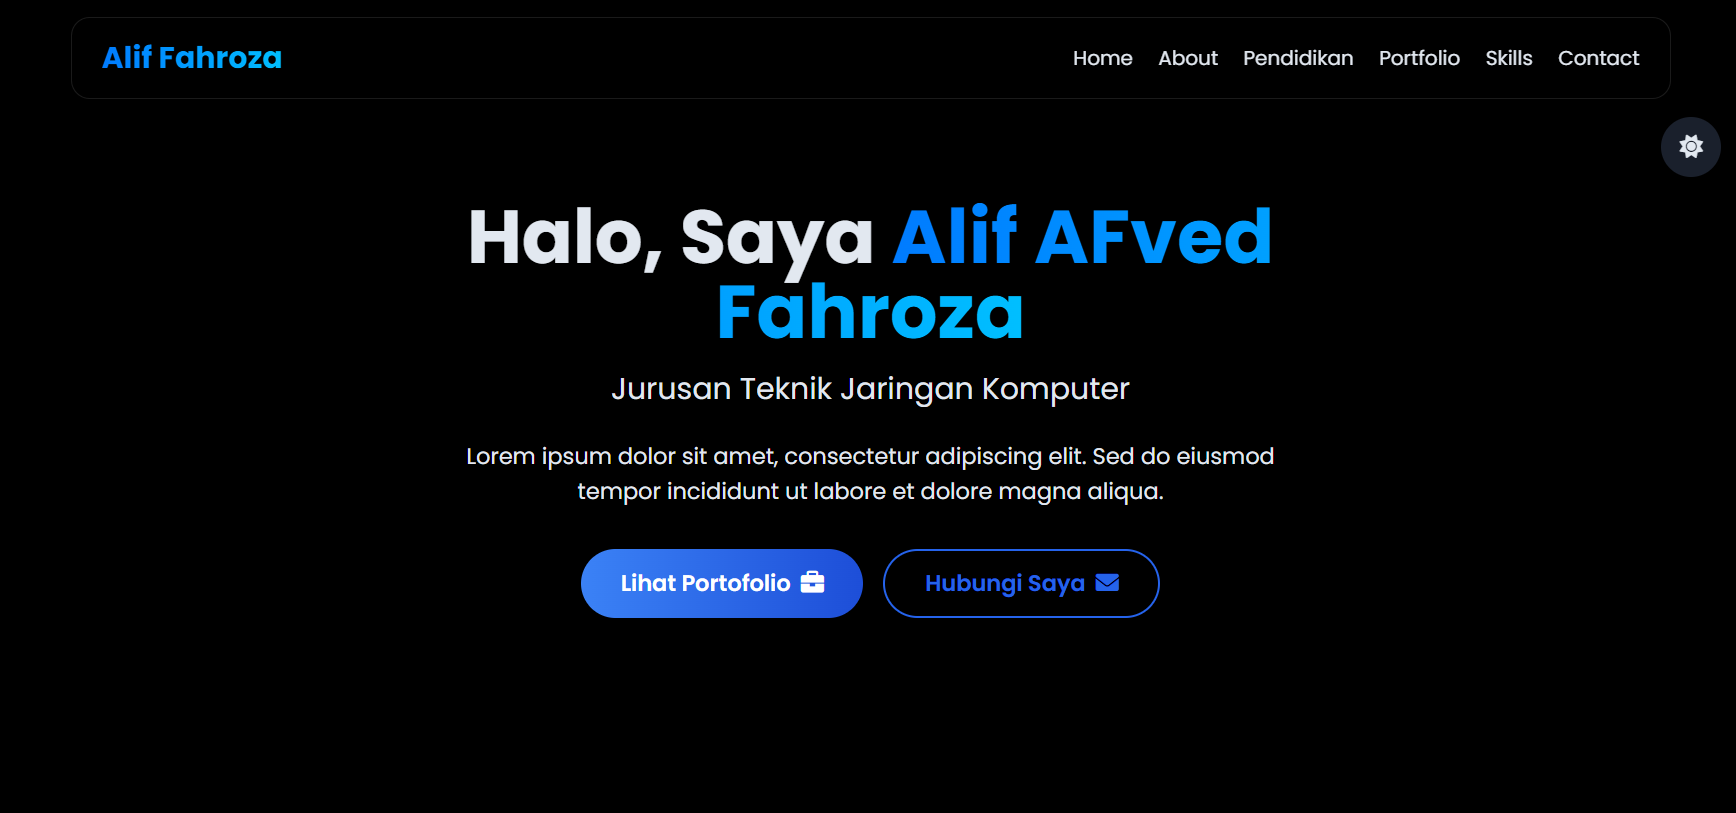 Alif Fahroza
Home About Pendidikan Portfolio Skills Contact
Halo, Saya Alif AFved
Fahroza
Jurusan Teknik Jaringan Komputer
Lorem ipsum dolor sit amet, consectetur adipiscing elit. Sed do eiusmod
tempor incididunt ut labore et dolore magna aliqua.
Lihat Portofolio
Hubungi Saya